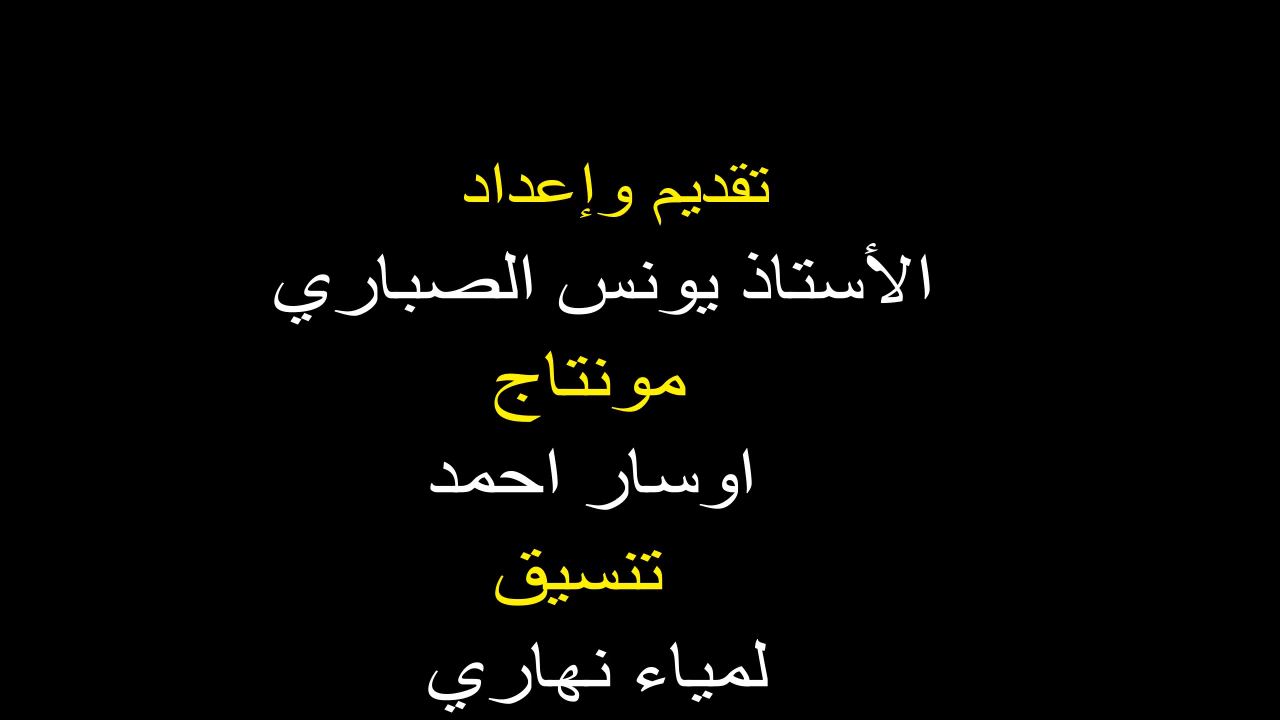 تقديم وإعداد
الأستاذ يونس الصباري
مونتاج
اوسار احمد
تنسيق
لمياء نهاري